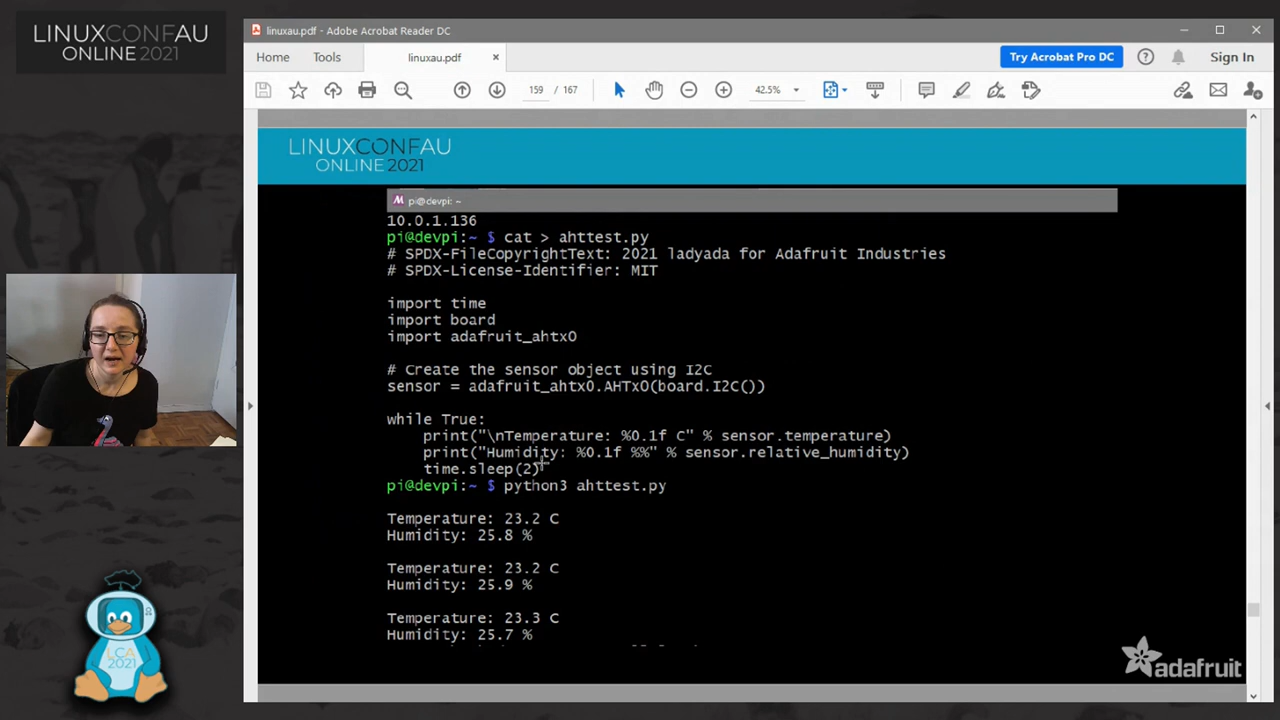 LINUXCONFAU
ONLINE 2021
linuxau.pdf - Adobe Acrobat Reader DC
Home
Tools
linuxau.pdf
Try Acrobat Pro DC
Sign In
159 / 167
42.5%
LINUXCONFAU
ONLINE 2021
pi@devpi: ~
10.0.1.136
pi@devpi:~ $ cat > ahttest.py
# SPDX-FileCopyrightText: 2021 ladyada for Adafruit Industries
# SPDX-License-Identifier: MIT
import time
import board
import adafruit_ahtx0
# Create the sensor object using I2C
sensor = adafruit_ahtx0.AHTx0(board.I2C())
while True:
print("\nTemperature: %0.1f C" % sensor.temperature)
print("Humidity: %0.1f %%" % sensor.relative_humidity)
time.sleep(2)
pi@devpi:~ $ python3 ahttest.py
Temperature: 23.2 C
Humidity: 25.8 %
Temperature: 23.2 C
Humidity: 25.9 %
Temperature: 23.3 C
Humidity: 25.7 %
adafruit
LCA
2021